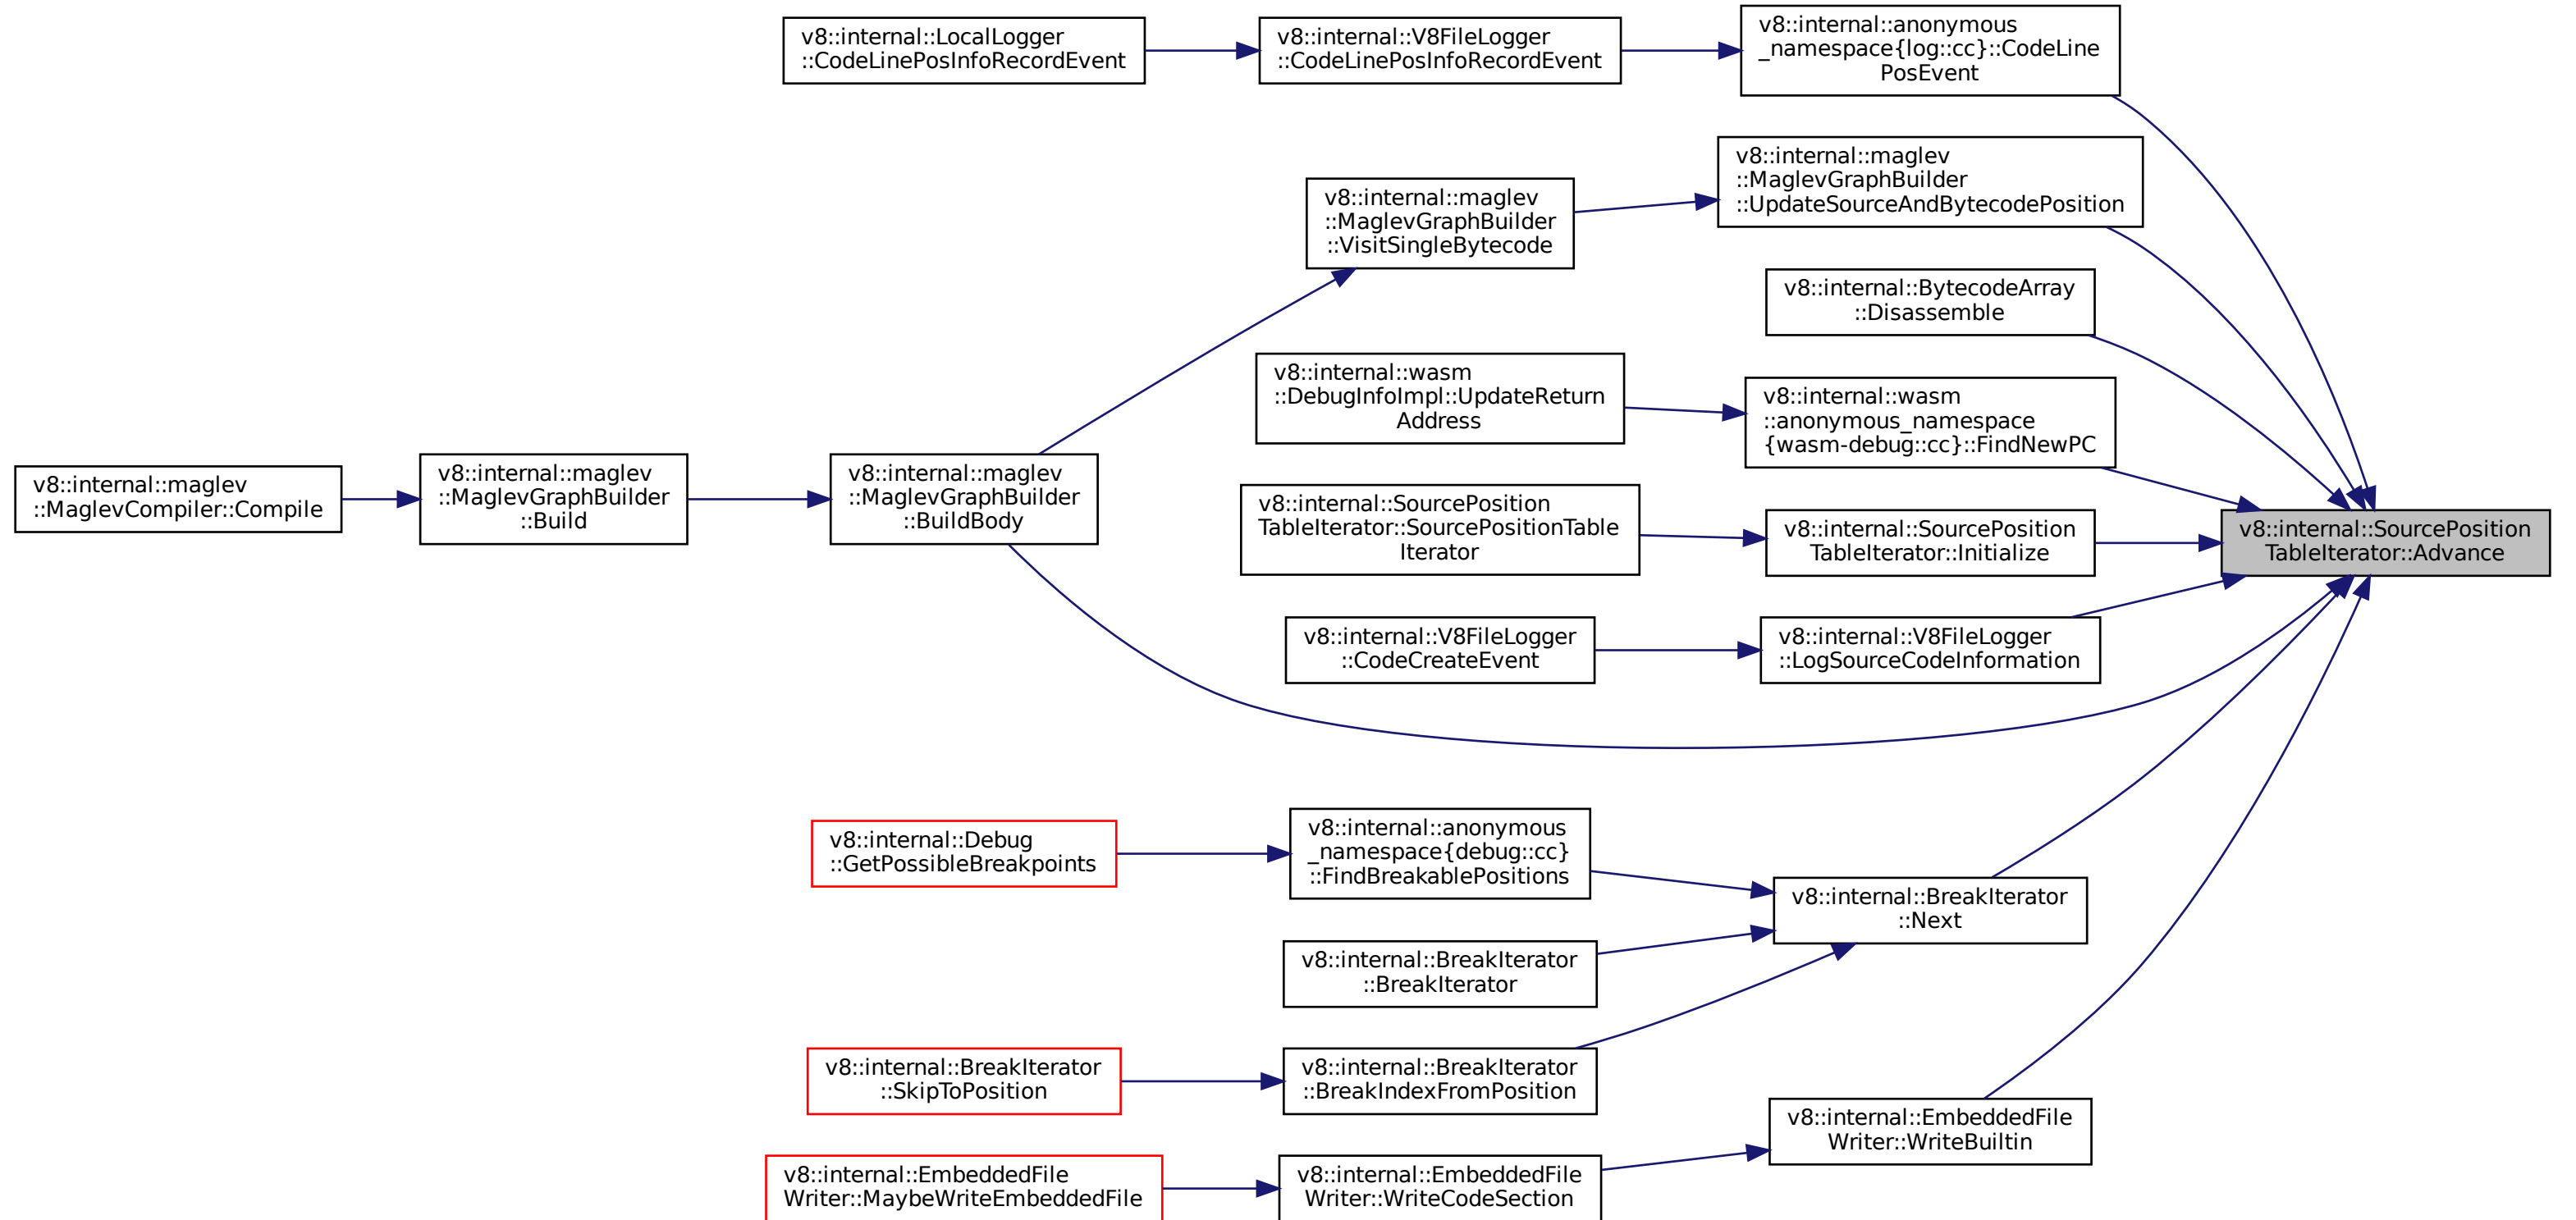 v8::internal::LocalLogger
::CodeLinePosInfoRecordEvent
v8::internal::V8FileLogger
::CodeLinePosInfoRecordEvent
v8::internal::anonymous
_namespace{log::cc}::CodeLine
PosEvent
v8::internal::maglev
::MaglevGraphBuilder
::VisitSingleBytecode
v8::internal::maglev
::MaglevGraphBuilder
::UpdateSourceAndBytecodePosition
v8::internal::BytecodeArray
::Disassemble
v8::internal::wasm
::DebugInfoImpl::UpdateReturn
Address
v8::internal::wasm
::anonymous_namespace
{wasm-debug::cc}::FindNewPC
v8::internal::maglev
::MaglevCompiler::Compile
v8::internal::maglev
::MaglevGraphBuilder
::Build
v8::internal::maglev
::MaglevGraphBuilder
::BuildBody
v8::internal::SourcePosition
TableIterator::SourcePositionTable
Iterator
v8::internal::SourcePosition
TableIterator::Initialize
v8::internal::SourcePosition
TableIterator::Advance
v8::internal::V8FileLogger
::CodeCreateEvent
v8::internal::V8FileLogger
::LogSourceCodeInformation
v8::internal::Debug
::GetPossibleBreakpoints
v8::internal::anonymous
_namespace{debug::cc}
::FindBreakablePositions
v8::internal::BreakIterator
::Next
v8::internal::BreakIterator
::BreakIterator
v8::internal::BreakIterator
::SkipToPosition
v8::internal::BreakIterator
::BreakIndexFromPosition
v8::internal::EmbeddedFile
Writer::WriteBuiltin
v8::internal::EmbeddedFile
Writer::MaybeWriteEmbeddedFile
v8::internal::EmbeddedFile
Writer::WriteCodeSection